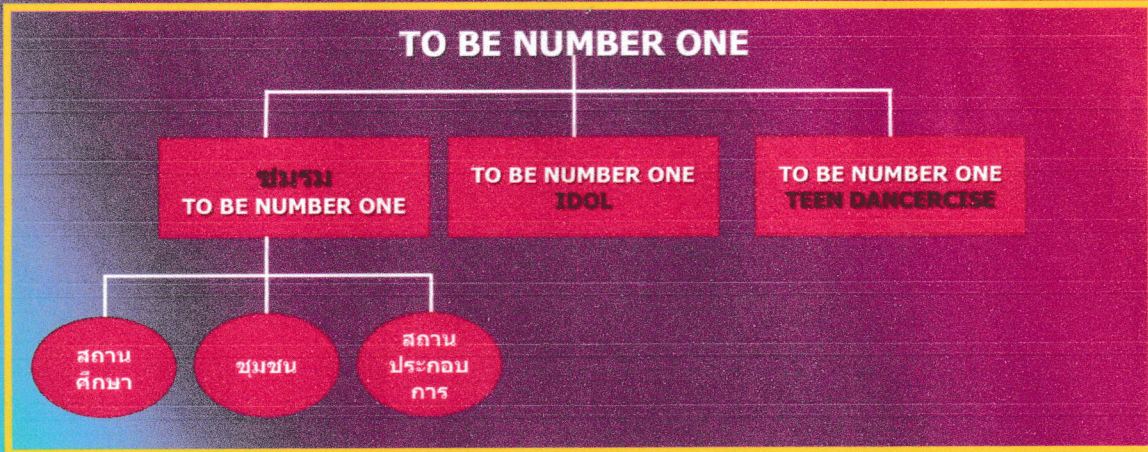 TO BE NUMBER ONE
ชมรม
TO BE NUMBER ONE
TO BE NUMBER ONE
IDOL
TO BE NUMBER ONE
TEEN DANCERCISE
สถาน
ศึกษา
ชุมชน
สถาน
ประกอบ
การ